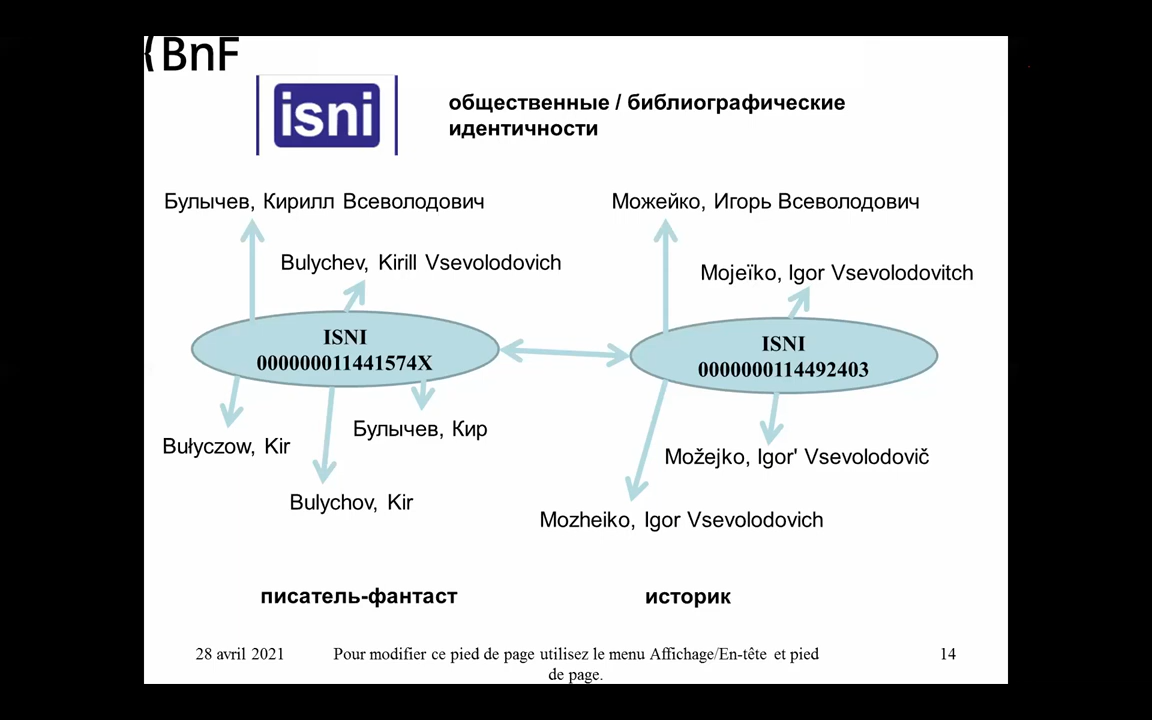 BnF
isni
общественные / библиографические
идентичности
Булычев, Кирилл Всеволодович
Можейко, Игорь Всеволодович
Bulychev, Kirill Vsevolodovich
Mojeïko, Igor Vsevolodovitch
ISNI
000000011441574X
ISNI
0000000114492403
Булычев, Кир
Bułyczow, Kir
Možejko, Igor' Vsevolodovič
Bulychov, Kir
Mozheiko, Igor Vsevolodovich
писатель-фантаст
историк
28 avril 2021
Pour modifier ce pied de page utilisez le menu Affichage/En-tête et pied
de page.
14